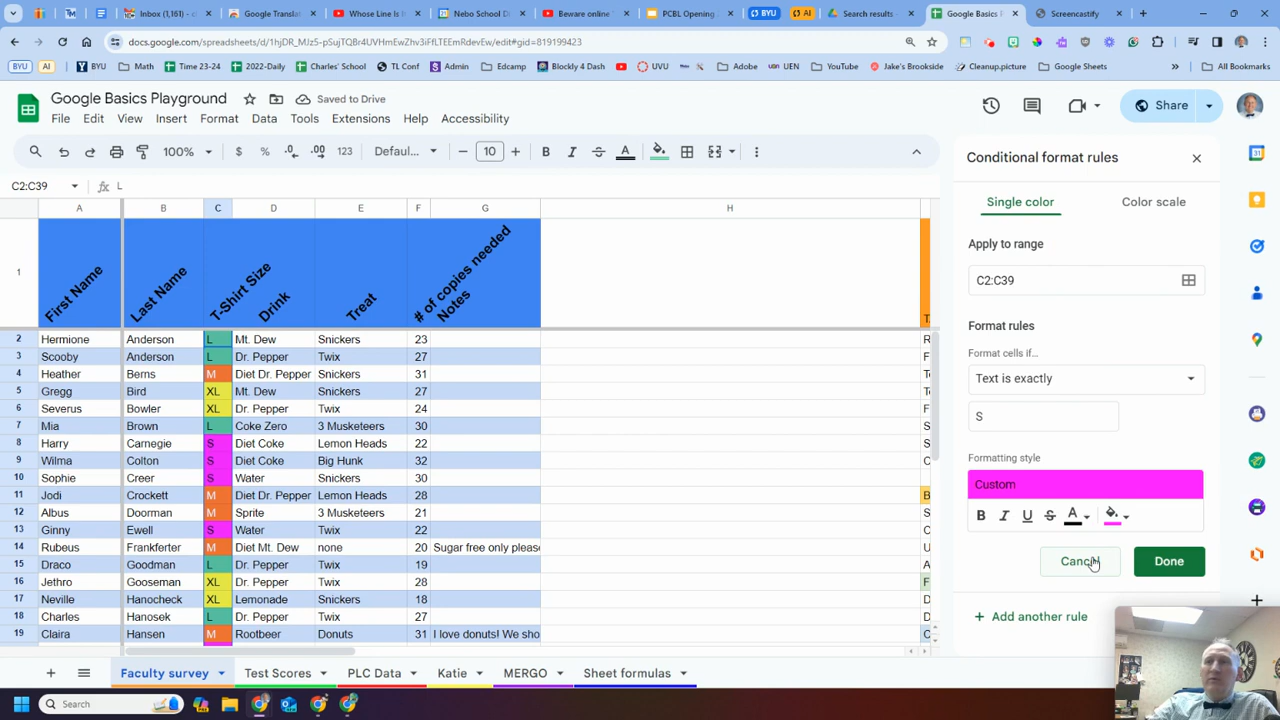 Inbox (1,161) - c
Google Translat
Whose Line Is I
Nebo School Di
Beware online
PCBL Opening
BYU
AI
Search results -
Google Basics F
Screencastify
docs.google.com/spreadsheets/d/1hjDR_MJz5-pSujTQBr4UVHmEwZhv3iFfLTEEmRdevEw/edit#gid=819199423
BYU
AI
BYU
Math
Time 23-24
2022-Daily
Charles' School
TL Conf
Admin
Edcamp
Blockly 4 Dash
UVU
Adobe
UEN
YouTube
Jake's Brookside
Cleanup.picture
Google Sheets
All Bookmarks
Google Basics Playground
Saved to Drive
File Edit View Insert Format Data Tools Extensions Help Accessibility
Share
100% $ % .0 .00 123 Defaul... 10 B I S A
C2:C39 fx L
A B C D E F G H
1 First Name Last Name T-Shirt Size Drink Treat # of copies needed Notes
2 Hermione Anderson L Mt. Dew Snickers 23
3 Scooby Anderson L Dr. Pepper Twix 27
4 Heather Berns M Diet Dr. Pepper Snickers 31
5 Gregg Bird XL Mt. Dew Snickers 27
6 Severus Bowler XL Dr. Pepper Twix 24
7 Mia Brown L Coke Zero 3 Musketeers 30
8 Harry Carnegie S Diet Coke Lemon Heads 22
9 Wilma Colton S Diet Coke Big Hunk 32
10 Sophie Creer S Water Snickers 30
11 Jodi Crockett M Diet Dr. Pepper Lemon Heads 28
12 Albus Doorman M Sprite 3 Musketeers 21
13 Ginny Ewell S Water Twix 22
14 Rubeus Frankferter M Diet Mt. Dew none 20 Sugar free only pleas
15 Draco Goodman L Dr. Pepper Twix 27
16 Jethro Gooseman XL Dr. Pepper Twix 28
17 Neville Hanocheck XL Lemonade Snickers 18
18 Charles Hanosek L Dr. Pepper Twix 27
19 Claira Hansen M Rootbeer Donuts 31 I love donuts! We sho
Faculty survey
Test Scores
PLC Data
Katie
MERGO
Sheet formulas
Conditional format rules
Single color
Color scale
Apply to range
C2:C39
Format rules
Format cells if…
Text is exactly
S
Formatting style
Custom
B I U S A
Cancel
Done
Add another rule
Search